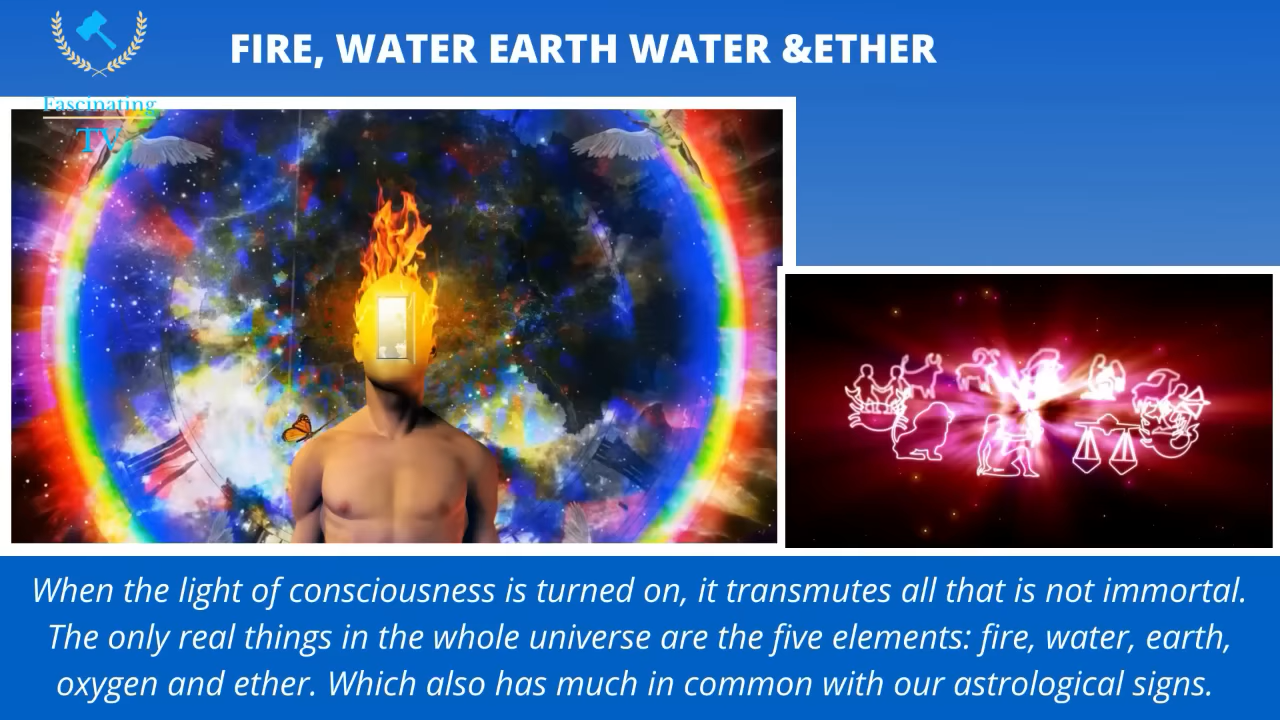 FIRE, WATER EARTH WATER &ETHER
Fascinating
TV
When the light of consciousness is turned on, it transmutes all that is not immortal.
The only real things in the whole universe are the five elements: fire, water, earth,
oxygen and ether. Which also has much in common with our astrological signs.